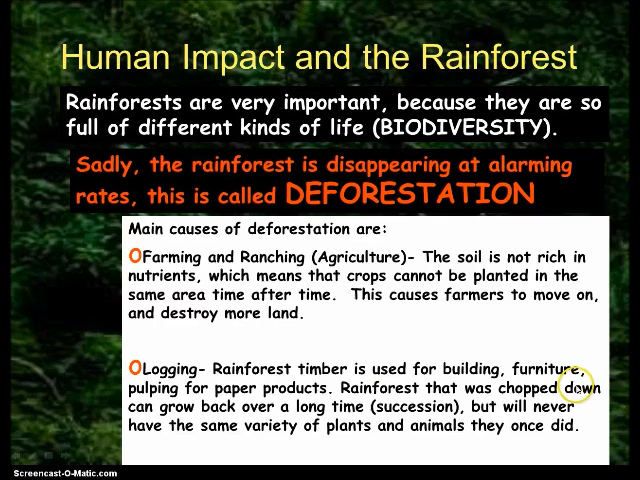 Human Impact and the Rainforest
Rainforests are very important, because they are so
full of different kinds of life (BIODIVERSITY).
Sadly, the rainforest is disappearing at alarming
rates, this is called DEFORESTATION
Main causes of deforestation are:
OFarming and Ranching (Agriculture)- The soil is not rich in
nutrients, which means that crops cannot be planted in the
same area time after time. This causes farmers to move on,
and destroy more land.
OLogging- Rainforest timber is used for building, furniture,
pulping for paper products. Rainforest that was chopped down
can grow back over a long time (succession), but will never
have the same variety of plants and animals they once did.
Screencast-O-Matic.com